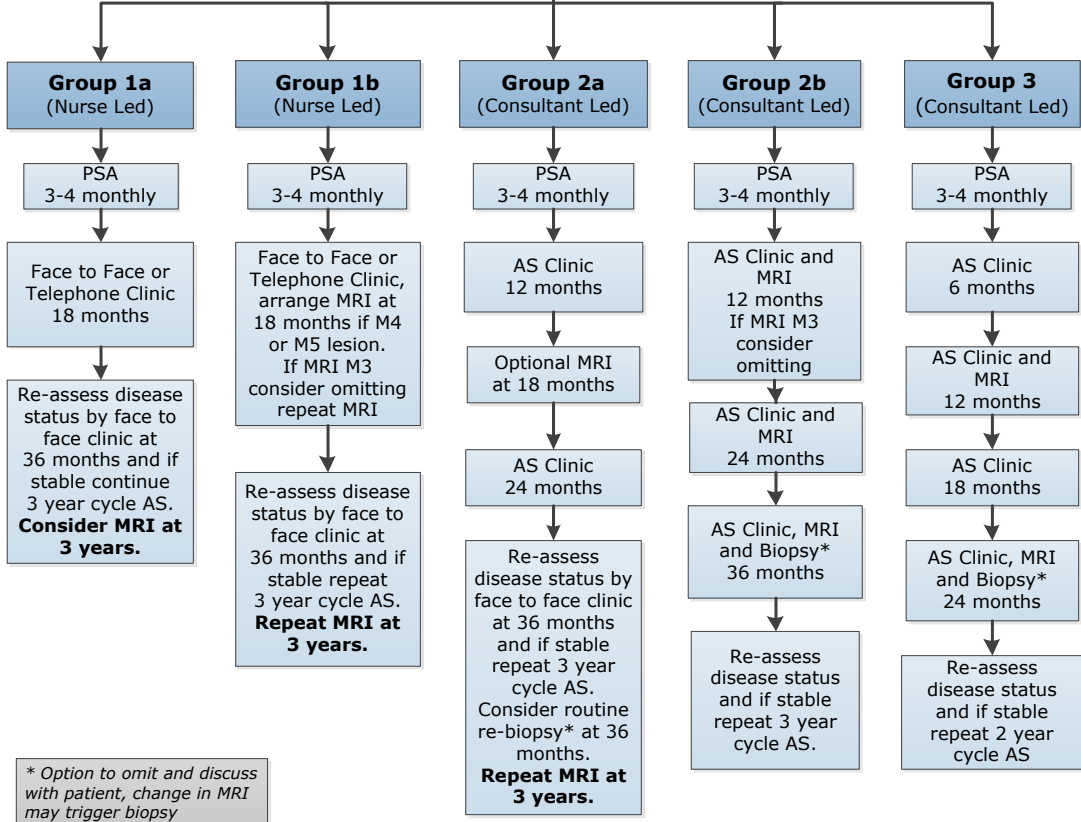 Group 1a
(Nurse Led)
PSA
3-4 monthly
Face to Face or
Telephone Clinic
18 months
Re-assess disease
status by face to
face clinic at
36 months and if
stable continue
3 year cycle AS.
Consider MRI at
3 years.
Group 1b
(Nurse Led)
PSA
3-4 monthly
Face to Face or
Telephone Clinic,
arrange MRI at
18 months if M4
or M5 lesion.
If MRI M3
consider omitting
repeat MRI
Re-assess disease
status by face to
face clinic at
36 months and if
stable repeat
3 year cycle AS.
Repeat MRI at
3 years.
Group 2a
(Consultant Led)
PSA
3-4 monthly
AS Clinic
12 months
Optional MRI
at 18 months
AS Clinic
24 months
Re-assess
disease status by
face to face clinic
at 36 months
and if stable
repeat 3 year
cycle AS.
Consider routine
re-biopsy* at 36
months.
Repeat MRI at
3 years.
Group 2b
(Consultant Led)
PSA
3-4 monthly
AS Clinic and
MRI
12 months
If MRI M3
consider
omitting
AS Clinic and
MRI
24 months
AS Clinic, MRI
and Biopsy*
36 months
Re-assess
disease status
and if stable
repeat 3 year
cycle AS.
Group 3
(Consultant Led)
PSA
3-4 monthly
AS Clinic
6 months
AS Clinic and
MRI
12 months
AS Clinic
18 months
AS Clinic, MRI
and Biopsy*
24 months
Re-assess
disease status
and if stable
repeat 2 year
cycle AS
* Option to omit and discuss
with patient, change in MRI
may trigger biopsy